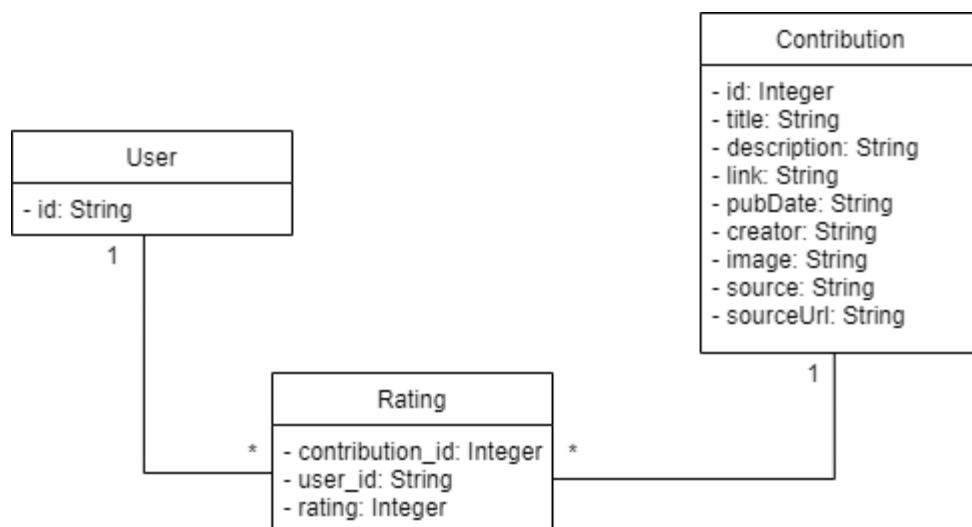 Contribution
- id: Integer
- title: String
- description: String
- link: String
- pubDate: String
- creator: String
- image: String
- source: String
- sourceUrl: String
User
- id: String
1
1
Rating
- contribution_id: Integer
- user_id: String
- rating: Integer
*
*